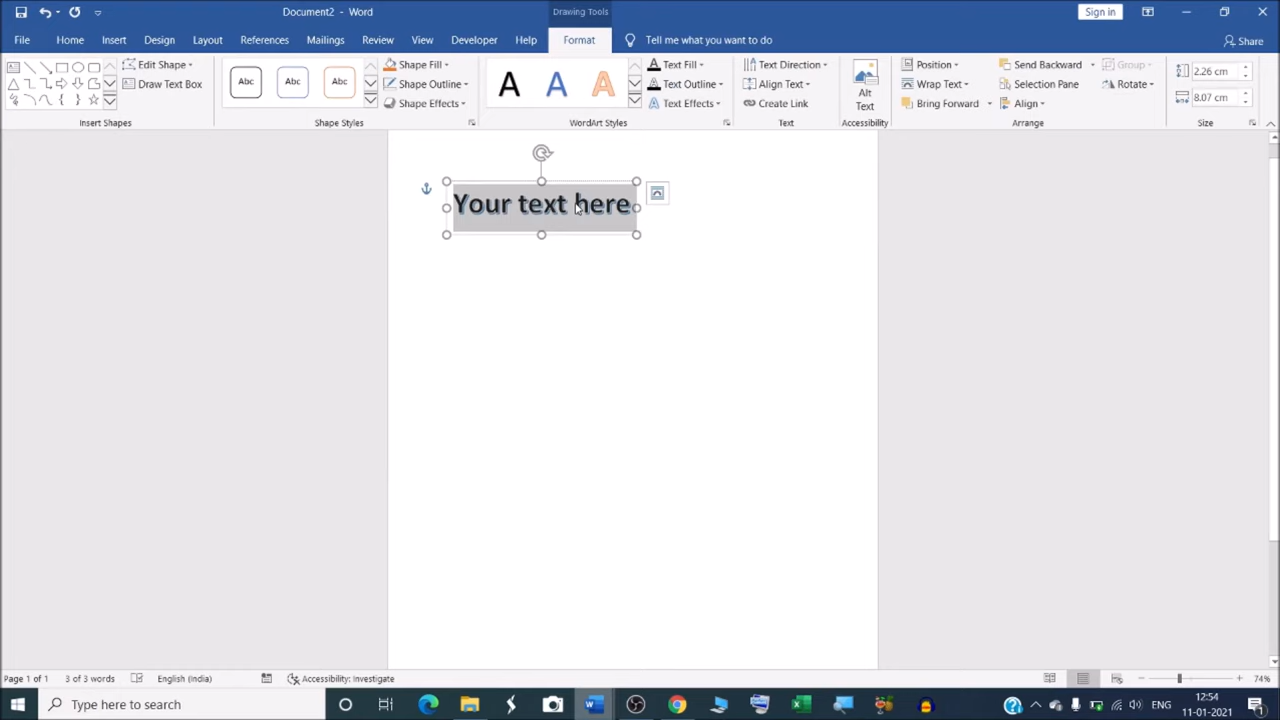 Document2 - Word
Drawing Tools
Sign in
File Home Insert Design Layout References Mailings Review View Developer Help Format Tell me what you want to do
Share
Edit Shape
Draw Text Box
Insert Shapes
Abc Abc Abc
Shape Fill
Shape Outline
Shape Effects
Shape Styles
A A A
Text Fill
Text Outline
Text Effects
WordArt Styles
Text Direction
Align Text
Create Link
Text
Alt
Text
Accessibility
Position
Wrap Text
Bring Forward
Send Backward
Selection Pane
Align
Group
Rotate
Arrange
2.26 cm
8.07 cm
Size
Your text here
Page 1 of 1 3 of 3 words English (India) Accessibility: Investigate 74%
Type here to search
ENG
12:54
11-01-2021
1